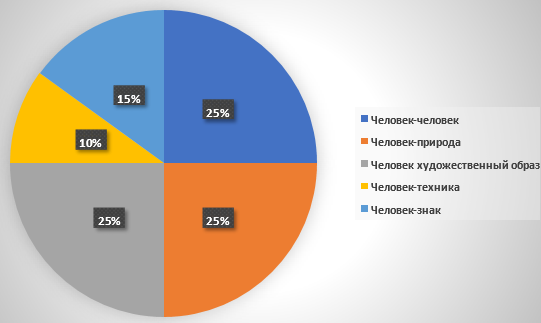 15%
25%
10%
25%
25%
Человек-человек
Человек-природа
Человек художественный образ
Человек-техника
Человек-знак